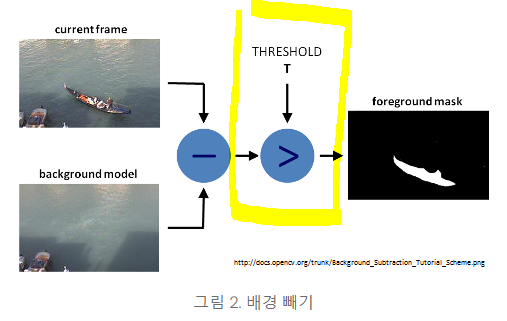 current frame
THRESHOLD
T
foreground mask
−
>
background model
http://docs.opencv.org/trunk/Background_Subtraction_Tutorial_Scheme.png
그림 2. 배경 빼기